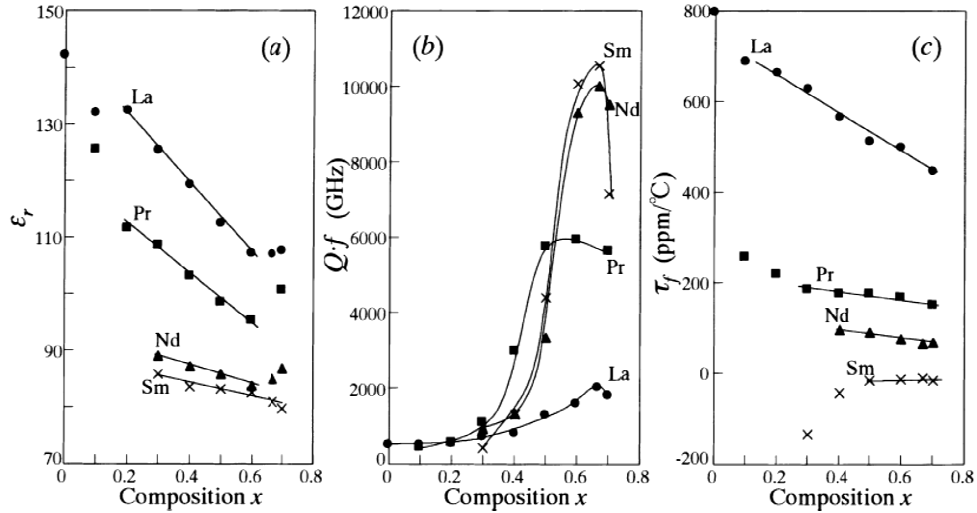 (a)
150
130
110
90
70
εr
La
Pr
Nd
Sm
0
0.2
0.4
0.6
0.8
Composition x
(b)
12000
10000
8000
6000
4000
2000
0
Q·f (GHz)
Sm
Nd
Pr
La
0
0.2
0.4
0.6
0.8
Composition x
(c)
800
600
400
200
0
-200
τf (ppm/°C)
La
Pr
Nd
Sm
0
0.2
0.4
0.6
0.8
Composition x